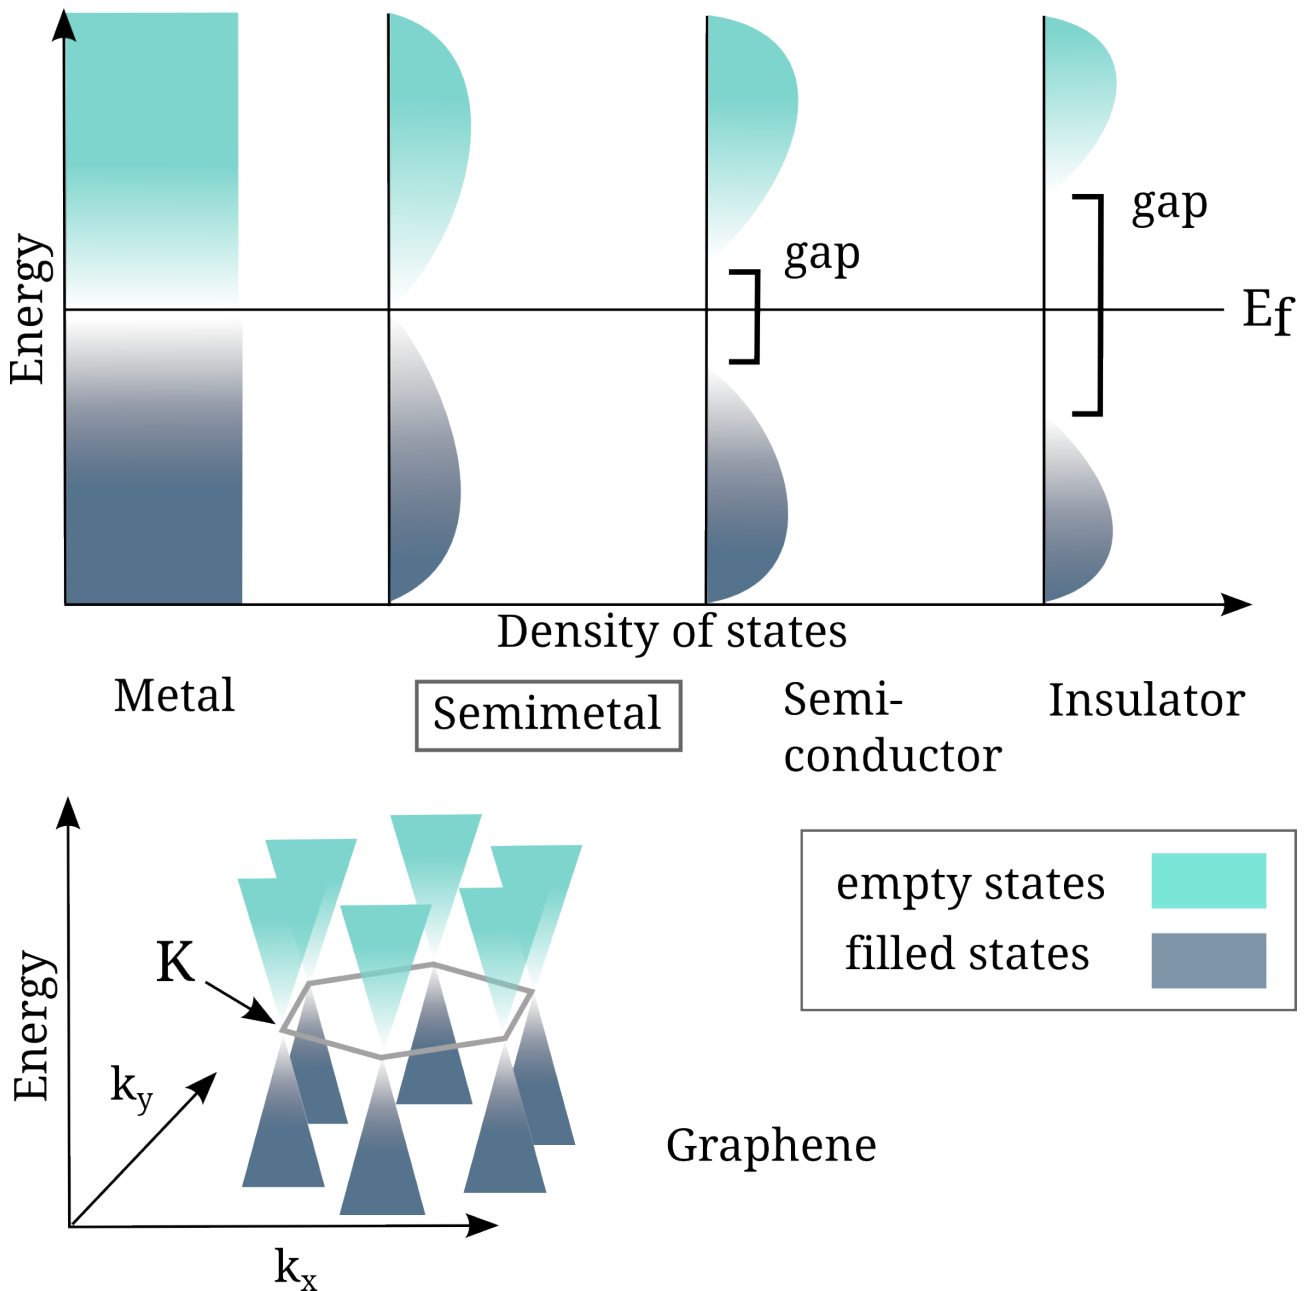 Energy
gap
gap
Ef
Density of states
Metal
Semimetal
Semi-
conductor
Insulator
empty states
filled states
Energy
K
ky
kx
Graphene